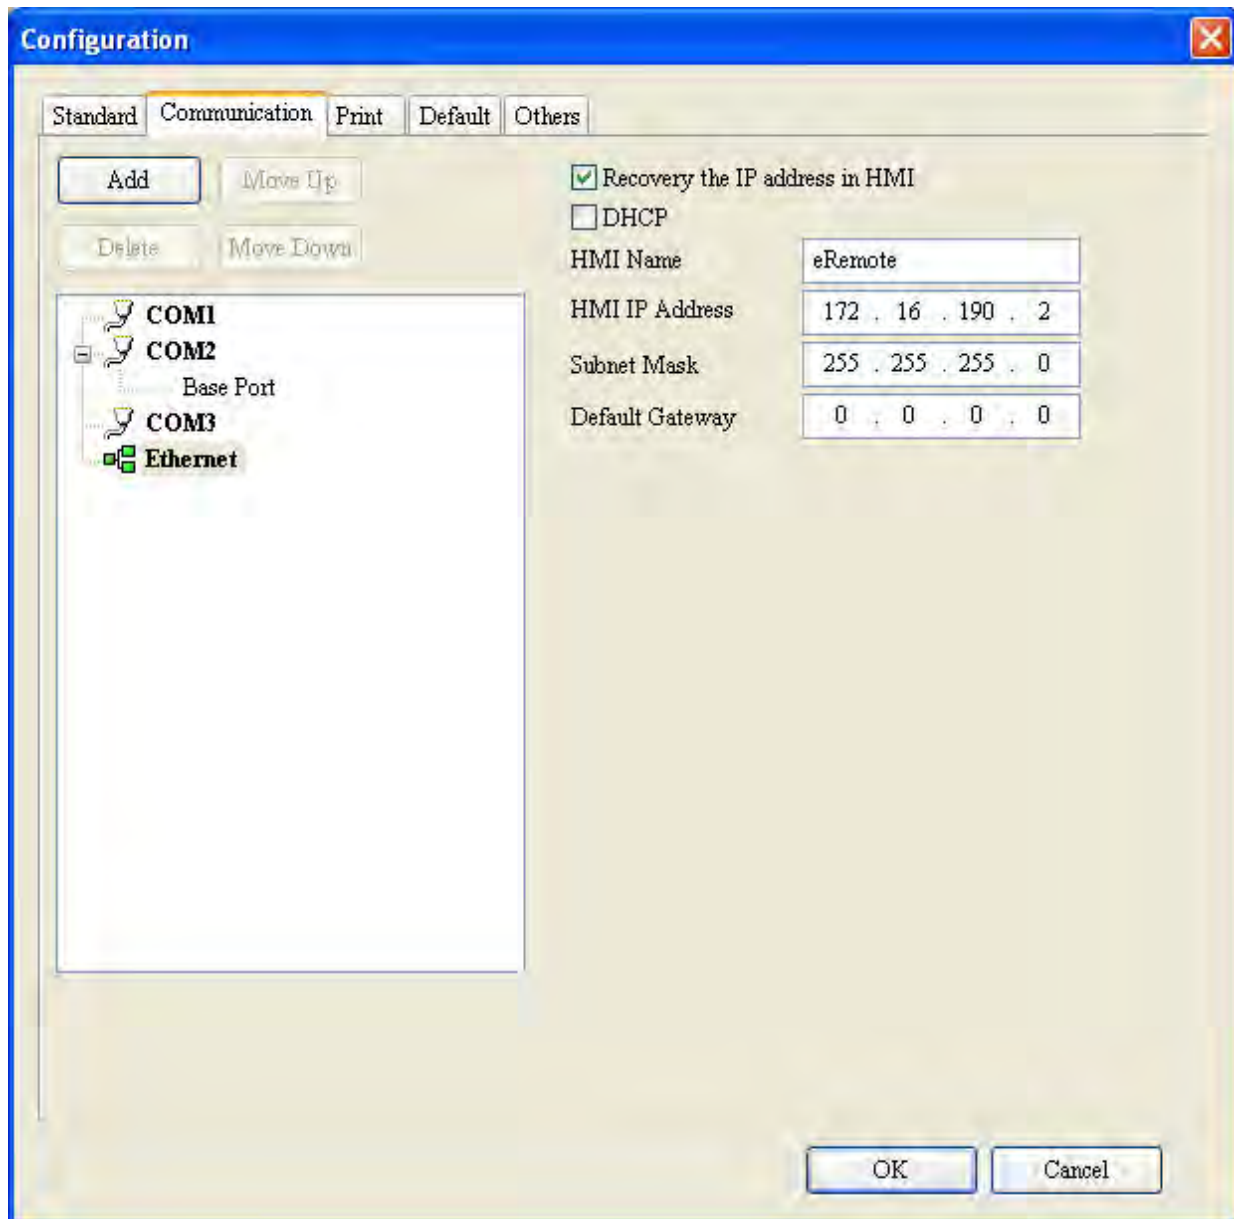 Configuration
Standard Communication Print Default Others
Add Move Up
Delete Move Down
COM1
COM2
Base Port
COM3
Ethernet
Recovery the IP address in HMI
DHCP
HMI Name eRemote
HMI IP Address 172 . 16 . 190 . 2
Subnet Mask 255 . 255 . 255 . 0
Default Gateway 0 . 0 . 0 . 0
OK Cancel